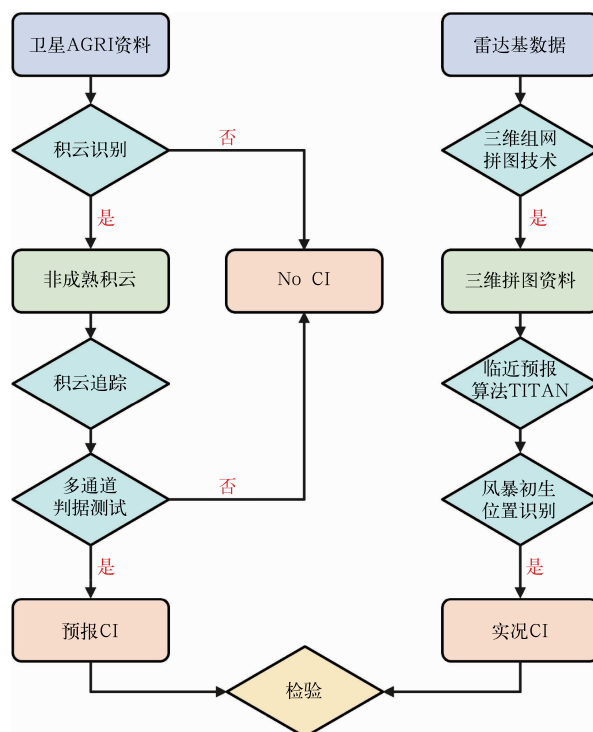 卫星AGRI资料
雷达基数据
积云识别
否
三维组网
拼图技术
是
是
非成熟积云
No CI
三维拼图资料
积云追踪
临近预报
算法TITAN
多通道
判据测试
否
风暴初生
位置识别
是
是
预报CI
实况CI
检验